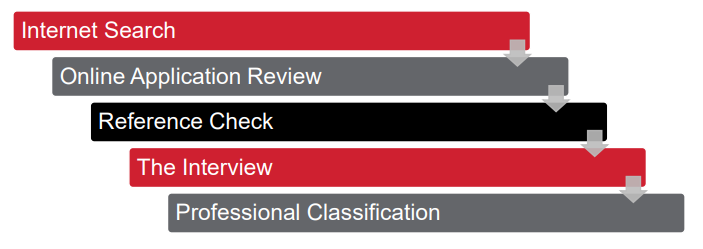 Internet Search
Online Application Review
Reference Check
The Interview
Professional Classification